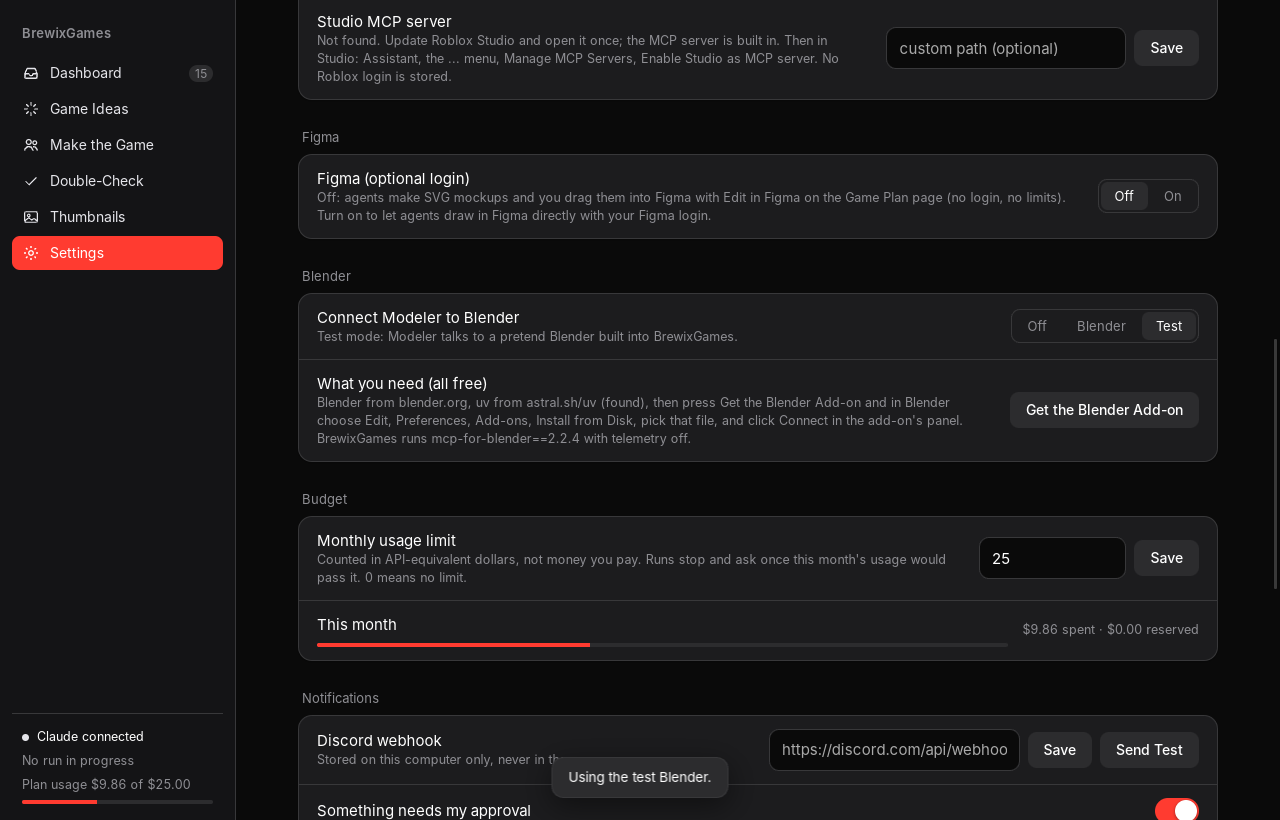 BrewixGames
Dashboard
15
Game Ideas
Make the Game
Double-Check
Thumbnails
Settings
Claude connected
No run in progress
Plan usage $9.86 of $25.00
Studio MCP server
Not found. Update Roblox Studio and open it once; the MCP server is built in. Then in
Studio: Assistant, the ... menu, Manage MCP Servers, Enable Studio as MCP server. No
Roblox login is stored.
custom path (optional)
Save
Figma
Figma (optional login)
Off: agents make SVG mockups and you drag them into Figma with Edit in Figma on the Game Plan page (no login, no limits).
Turn on to let agents draw in Figma directly with your Figma login.
Off
On
Blender
Connect Modeler to Blender
Test mode: Modeler talks to a pretend Blender built into BrewixGames.
Off
Blender
Test
What you need (all free)
Blender from blender.org, uv from astral.sh/uv (found), then press Get the Blender Add-on and in Blender
choose Edit, Preferences, Add-ons, Install from Disk, pick that file, and click Connect in the add-on's panel.
BrewixGames runs mcp-for-blender==2.2.4 with telemetry off.
Get the Blender Add-on
Budget
Monthly usage limit
Counted in API-equivalent dollars, not money you pay. Runs stop and ask once this month's usage would
pass it. 0 means no limit.
25
Save
This month
$9.86 spent · $0.00 reserved
Notifications
Discord webhook
Stored on this computer only, never in
https://discord.com/api/webhoo
Save
Send Test
Using the test Blender.
Something needs my approval